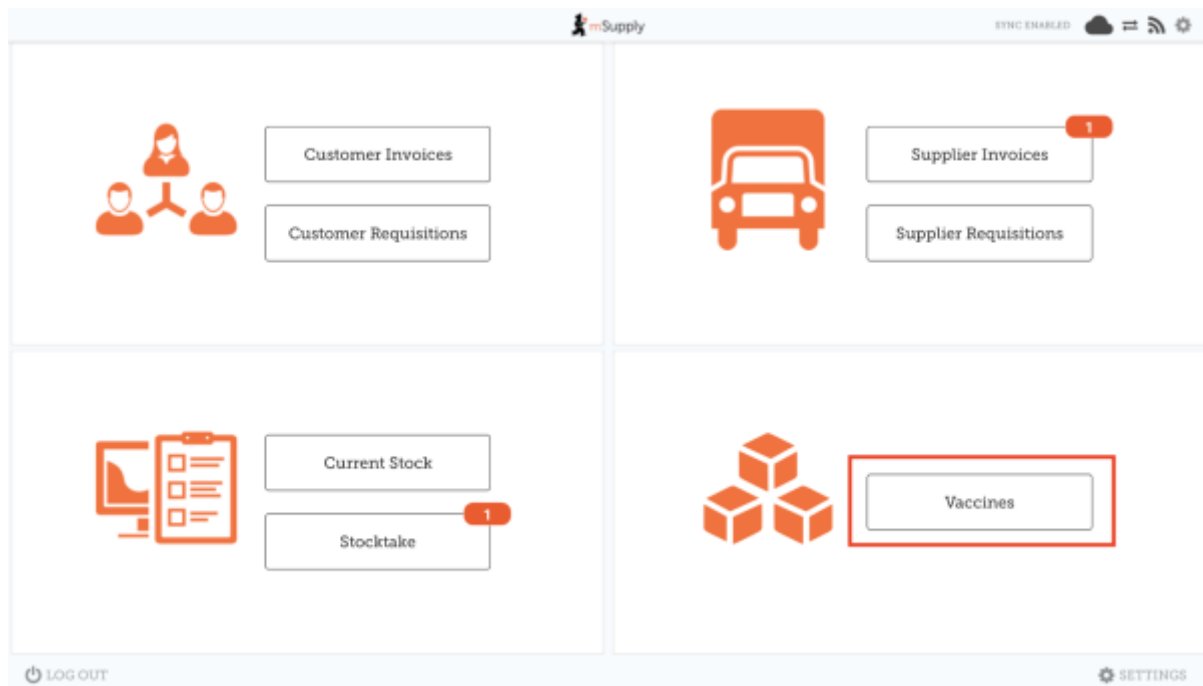 mSupply
SYNC ENABLED
Customer Invoices
Customer Requisitions
1
Supplier Invoices
Supplier Requisitions
Current Stock
1
Stocktake
Vaccines
LOG OUT
SETTINGS